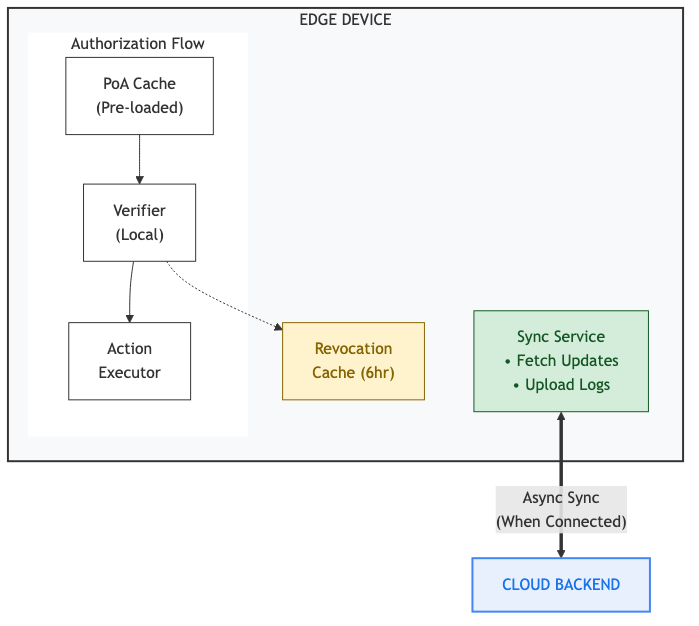 EDGE DEVICE
Authorization Flow
PoA Cache
(Pre-loaded)
Verifier
(Local)
Action
Executor
Revocation
Cache (6hr)
Sync Service
• Fetch Updates
• Upload Logs
Async Sync
(When Connected)
CLOUD BACKEND